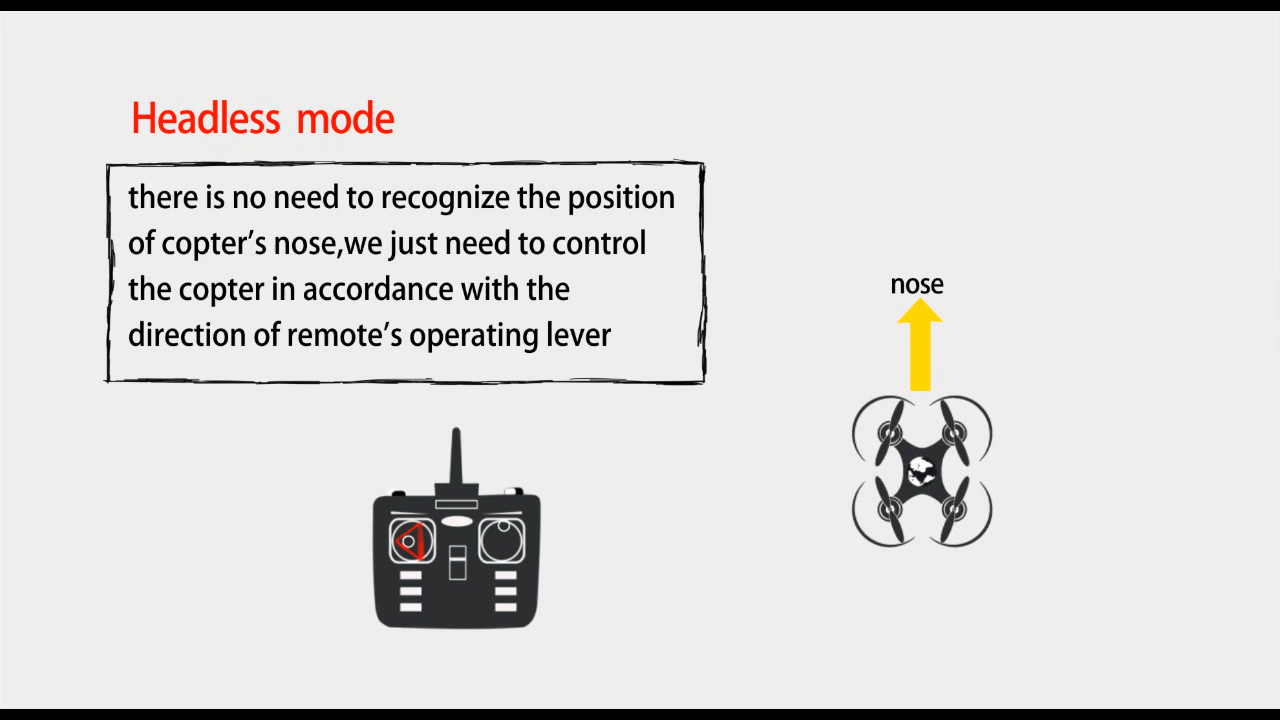 Headless mode
there is no need to recognize the position
of copter's nose,we just need to control
the copter in accordance with the
direction of remote's operating lever
nose